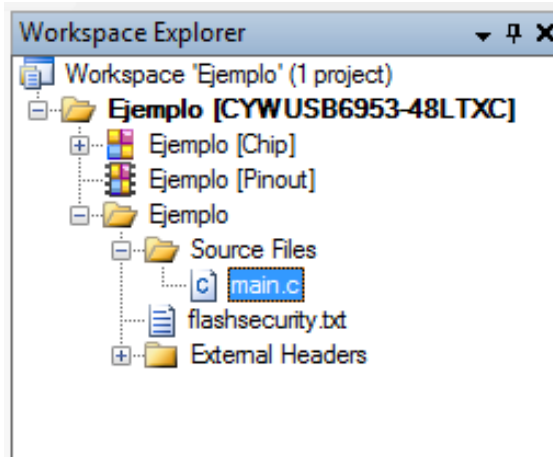 Workspace Explorer
Workspace 'Ejemplo' (1 project)
Ejemplo [CYWUSB6953-48LTXC]
Ejemplo [Chip]
Ejemplo [Pinout]
Ejemplo
Source Files
main.c
flashsecurity.txt
External Headers